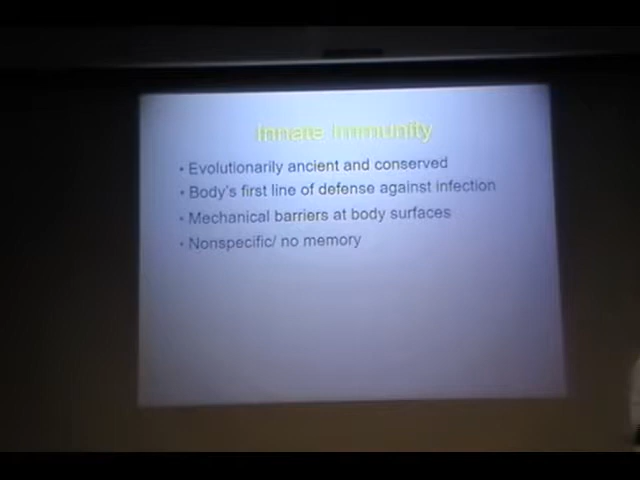 Innate Immunity
• Evolutionarily ancient and conserved
• Body's first line of defense against infection
• Mechanical barriers at body surfaces
• Nonspecific/ no memory